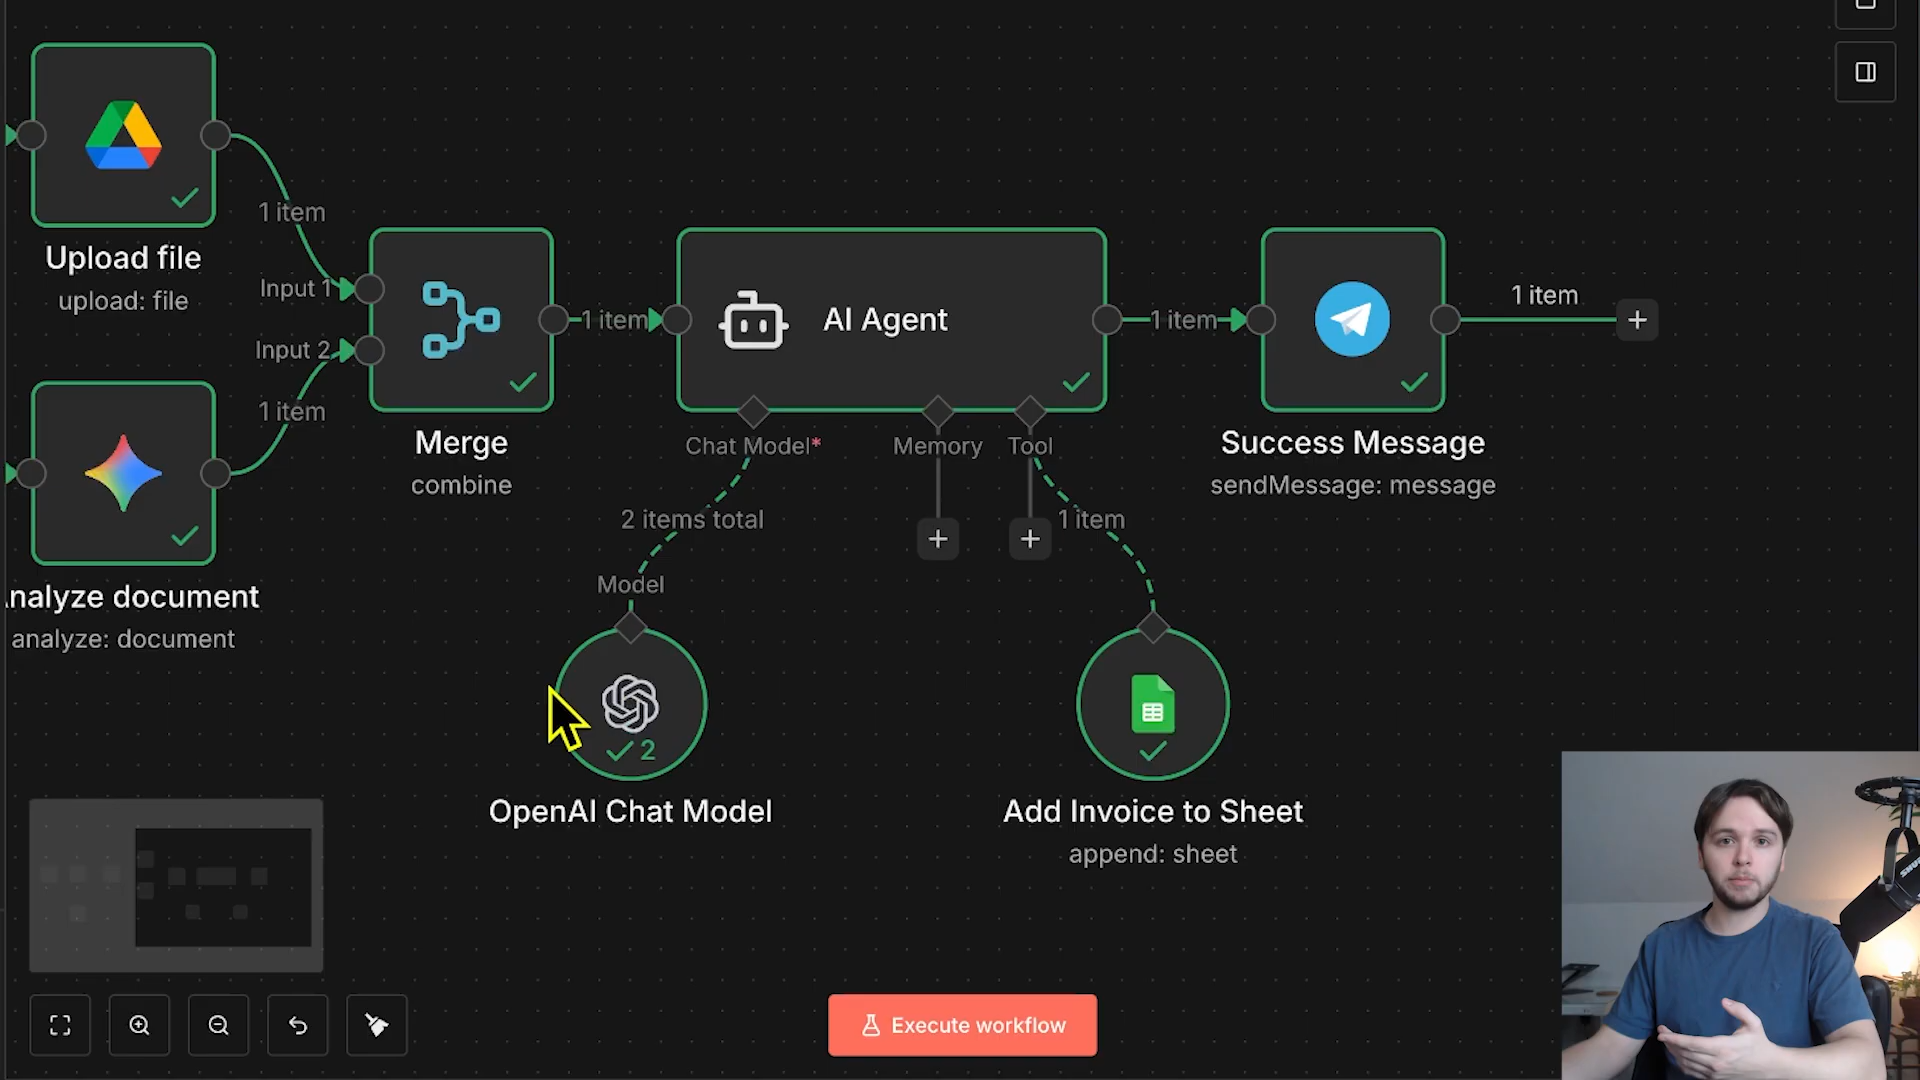 1 item
Upload file
upload: file
Input 1
Input 2
1 item
nalyze document
analyze: document
Merge
combine
1 item
AI Agent
Chat Model*
Memory
Tool
1 item
Success Message
sendMessage: message
1 item
2 items total
Model
1 item
2
OpenAI Chat Model
Add Invoice to Sheet
append: sheet
Execute workflow